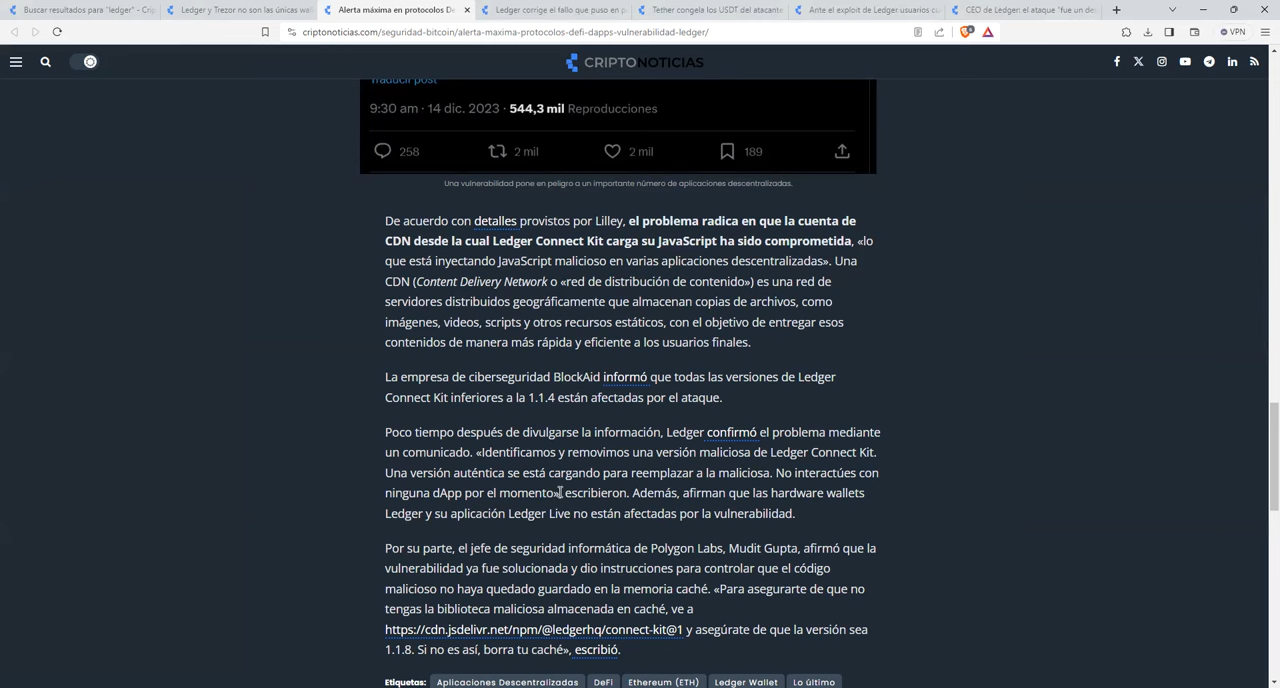 Buscar resultados para "ledger" - Crip
Ledger y Trezor no son las únicas wal
Alerta máxima en protocolos De
Ledger corrige el fallo que puso en p
Tether congela los USDT del atacante
Ante el exploit de Ledger usuarios cu
CEO de Ledger: el ataque "fue un des
criptonoticias.com/seguridad-bitcoin/alerta-maxima-protocolos-defi-dapps-vulnerabilidad-ledger/
VPN
CRIPTONOTICIAS
Traducir post
9:30 am · 14 dic. 2023 · 544,3 mil Reproducciones
258 2 mil 2 mil 189
Una vulnerabilidad pone en peligro a un importante número de aplicaciones descentralizadas.
De acuerdo con detalles provistos por Lilley, el problema radica en que la cuenta de
CDN desde la cual Ledger Connect Kit carga su JavaScript ha sido comprometida, «lo
que está inyectando JavaScript malicioso en varias aplicaciones descentralizadas». Una
CDN (Content Delivery Network o «red de distribución de contenido») es una red de
servidores distribuidos geográficamente que almacenan copias de archivos, como
imágenes, videos, scripts y otros recursos estáticos, con el objetivo de entregar esos
contenidos de manera más rápida y eficiente a los usuarios finales.
La empresa de ciberseguridad BlockAid informó que todas las versiones de Ledger
Connect Kit inferiores a la 1.1.4 están afectadas por el ataque.
Poco tiempo después de divulgarse la información, Ledger confirmó el problema mediante
un comunicado. «Identificamos y removimos una versión maliciosa de Ledger Connect Kit.
Una versión auténtica se está cargando para reemplazar a la maliciosa. No interactúes con
ninguna dApp por el momento», escribieron. Además, afirman que las hardware wallets
Ledger y su aplicación Ledger Live no están afectadas por la vulnerabilidad.
Por su parte, el jefe de seguridad informática de Polygon Labs, Mudit Gupta, afirmó que la
vulnerabilidad ya fue solucionada y dio instrucciones para controlar que el código
malicioso no haya quedado guardado en la memoria caché. «Para asegurarte de que no
tengas la biblioteca maliciosa almacenada en caché, ve a
https://cdn.jsdelivr.net/npm/@ledgerhq/connect-kit@1 y asegúrate de que la versión sea
1.1.8. Si no es así, borra tu caché», escribió.
Etiquetas: Aplicaciones Descentralizadas DeFi Ethereum (ETH) Ledger Wallet Lo último